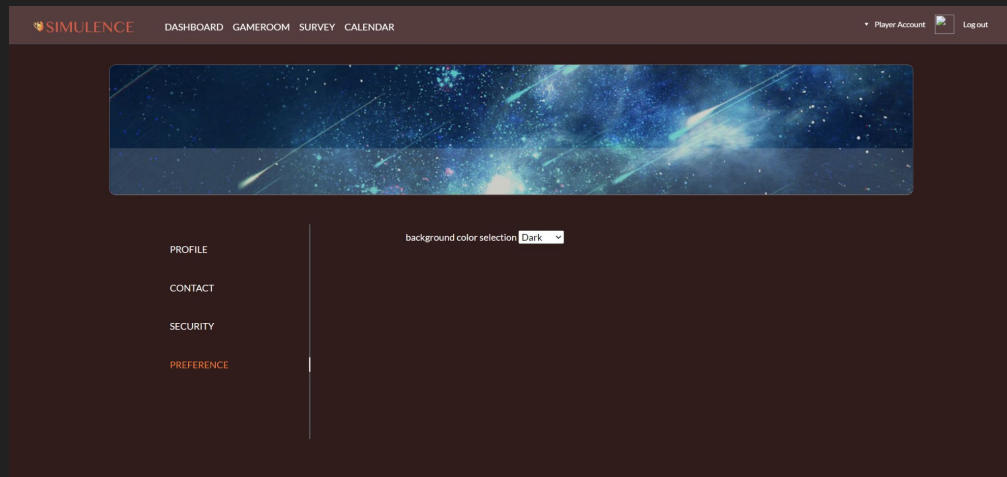 SIMULENCE DASHBOARD GAMEROOM SURVEY CALENDAR Player Account Log out
background color selection Dark
PROFILE
CONTACT
SECURITY
PREFERENCE